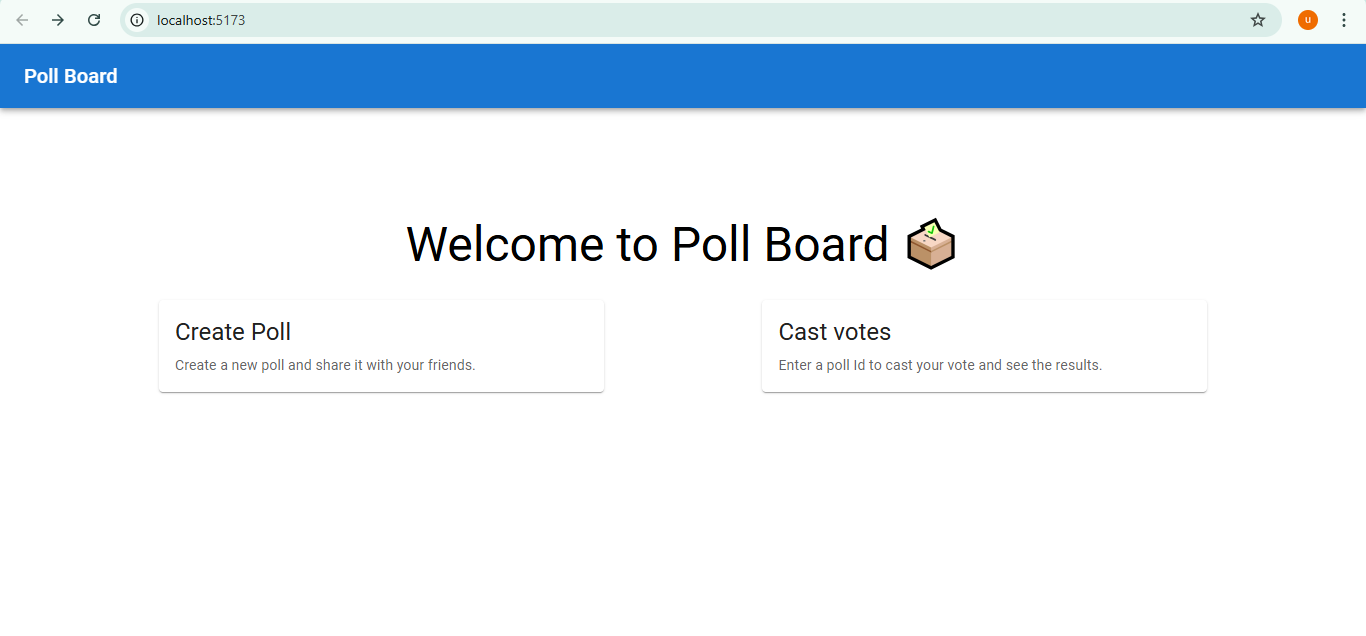 localhost:5173
u
Poll Board
Welcome to Poll Board 🗳️
Create Poll
Create a new poll and share it with your friends.
Cast votes
Enter a poll Id to cast your vote and see the results.